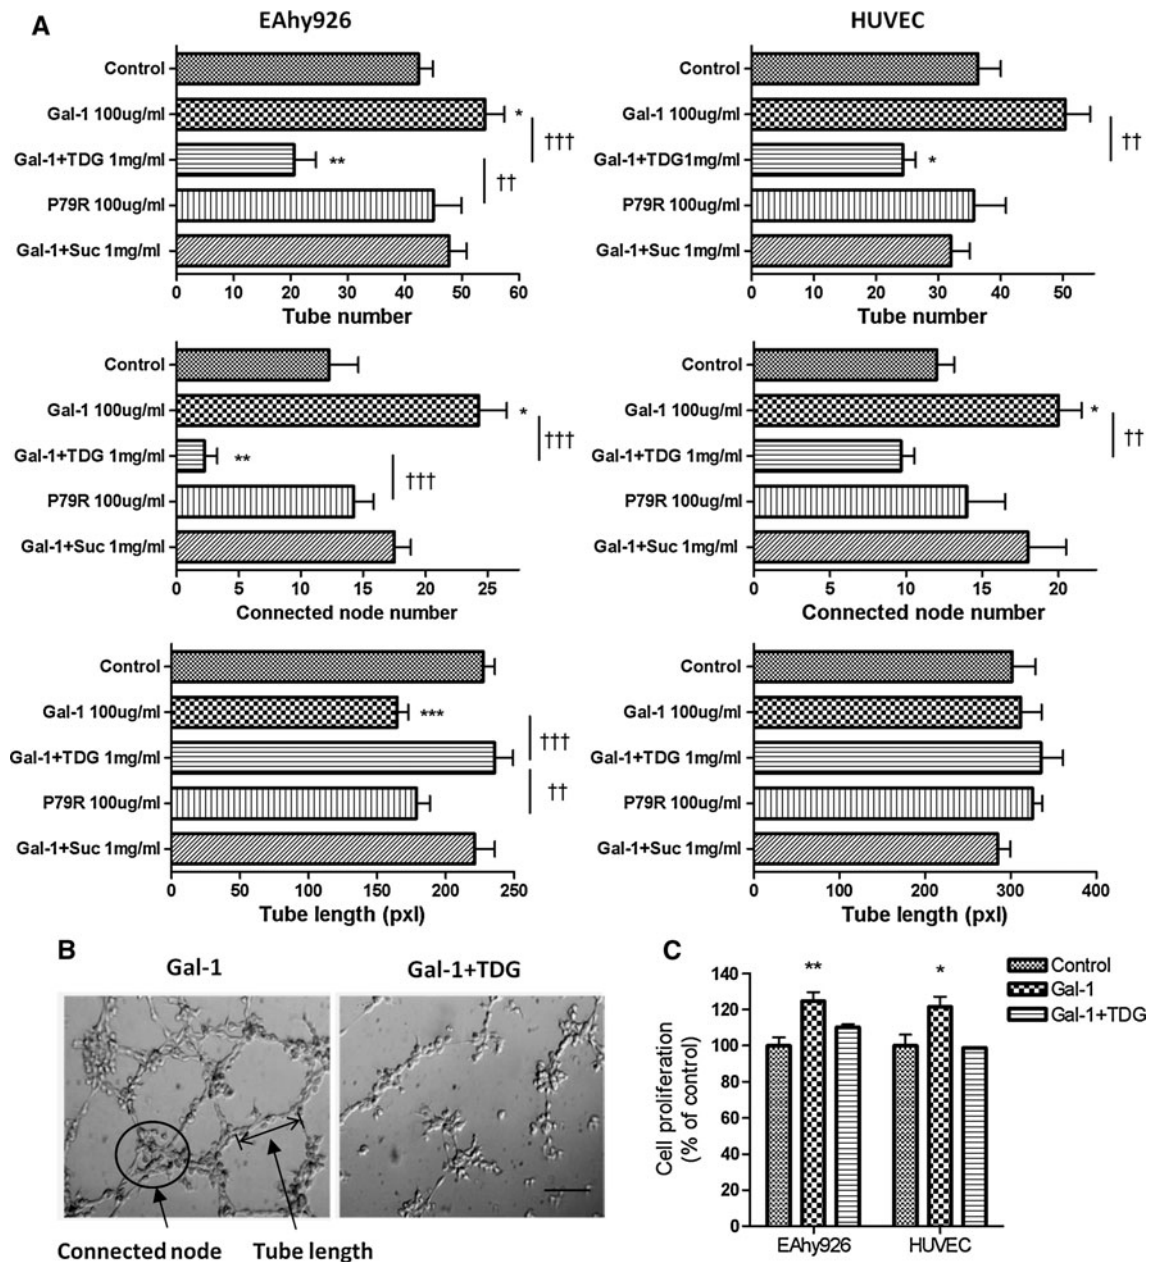 A
EAhy926
HUVEC
Control
Gal-1 100ug/ml
*
†††
Gal-1+TDG 1mg/ml
**
††
P79R 100ug/ml
Gal-1+Suc 1mg/ml
0 10 20 30 40 50 60
Tube number
Control
Gal-1 100ug/ml
††
Gal-1+TDG1mg/ml
*
P79R 100ug/ml
Gal-1+Suc 1mg/ml
0 10 20 30 40 50
Tube number
Control
Gal-1 100ug/ml
*
†††
Gal-1+TDG 1mg/ml
**
†††
P79R 100ug/ml
Gal-1+Suc 1mg/ml
0 5 10 15 20 25
Connected node number
Control
Gal-1 100ug/ml
*
††
Gal-1+TDG 1mg/ml
P79R 100ug/ml
Gal-1+Suc 1mg/ml
0 5 10 15 20
Connected node number
Control
Gal-1 100ug/ml
***
†††
Gal-1+TDG 1mg/ml
††
P79R 100ug/ml
Gal-1+Suc 1mg/ml
0 50 100 150 200 250
Tube length (pxl)
Control
Gal-1 100ug/ml
Gal-1+TDG 1mg/ml
P79R 100ug/ml
Gal-1+Suc 1mg/ml
0 100 200 300 400
Tube length (pxl)
B
Gal-1
Gal-1+TDG
Connected node
Tube length
C
Control
Gal-1
Gal-1+TDG
**
*
140
120
100
80
60
40
20
0
Cell proliferation
(% of control)
EAhy926
HUVEC